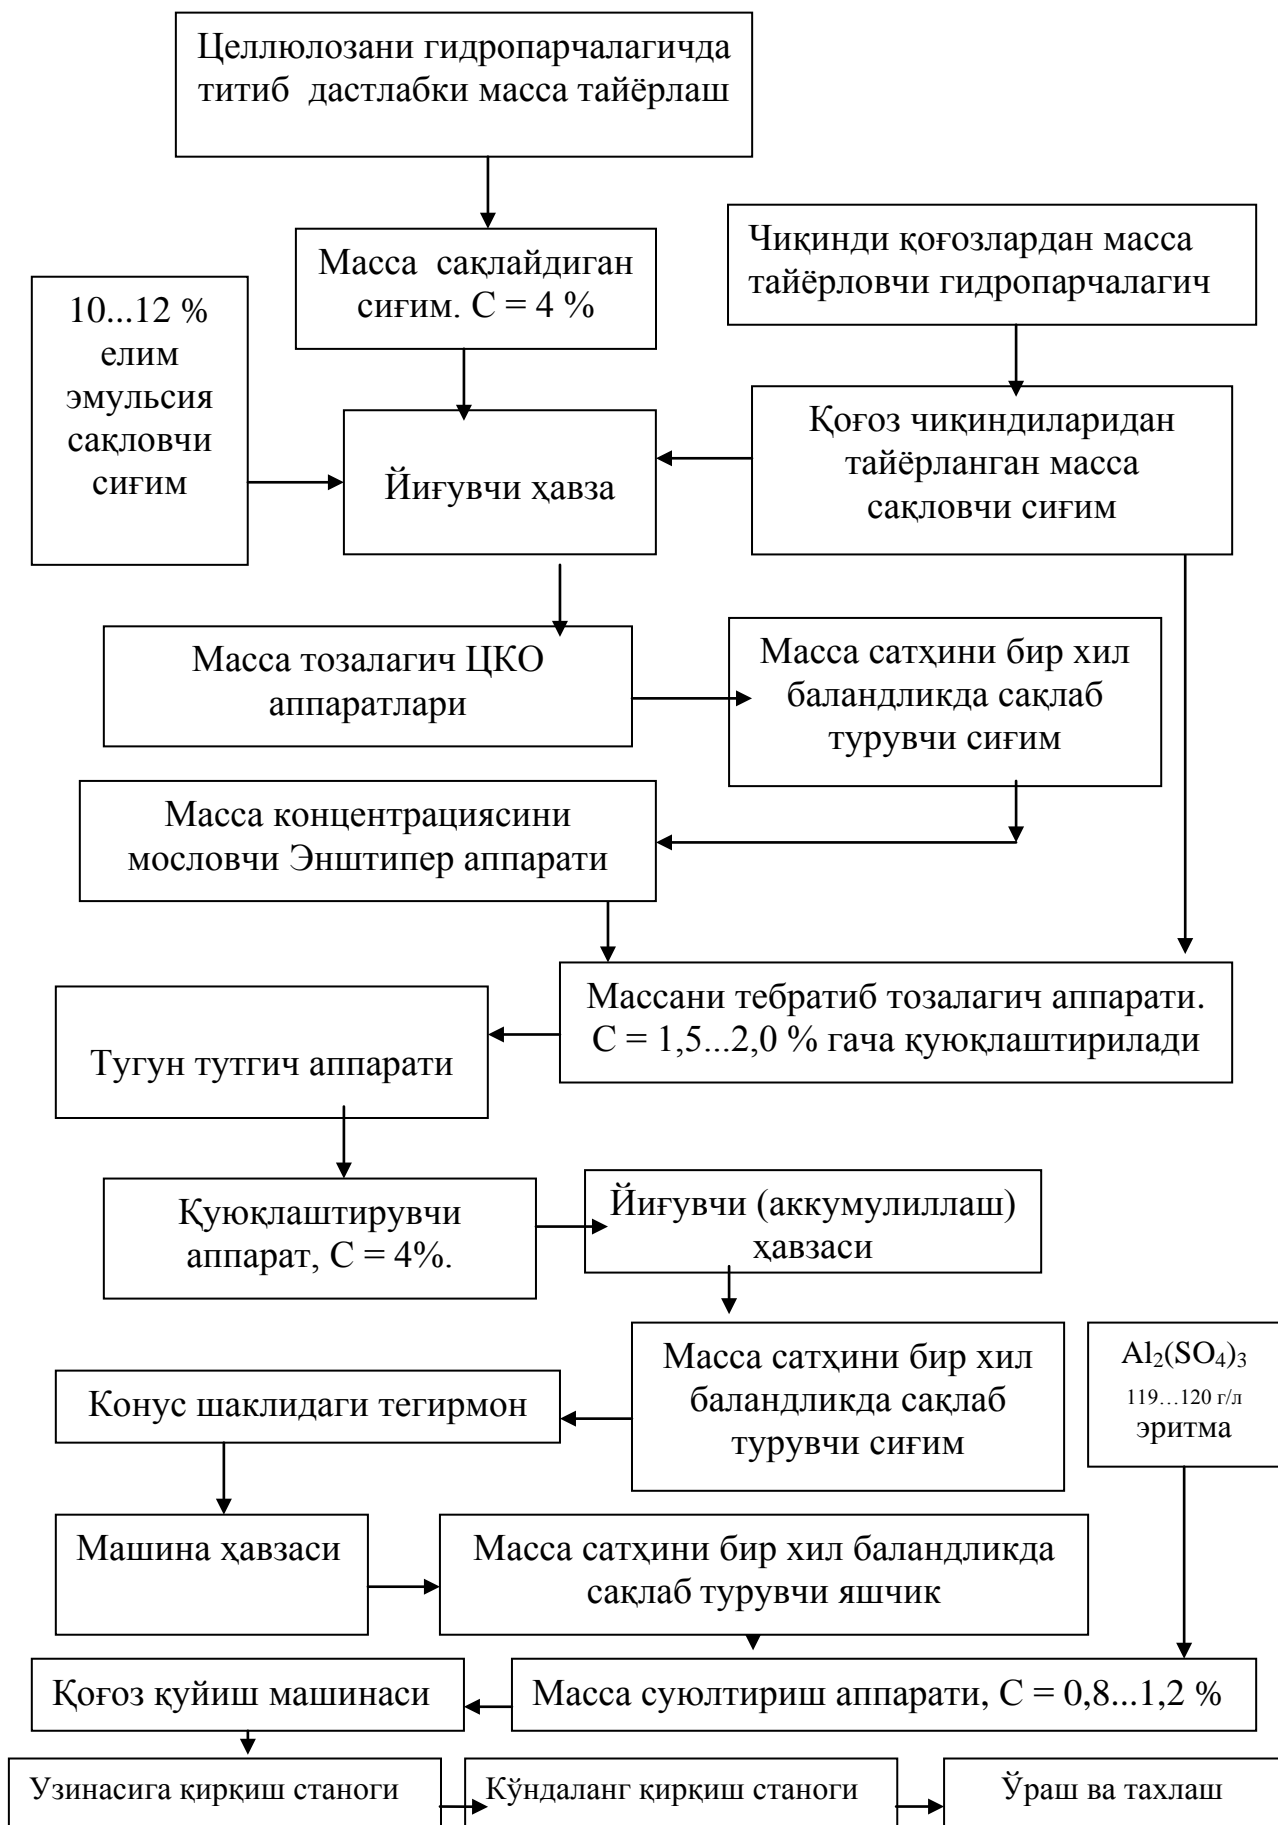 Целлюлозани гидропарчалагичда
титиб дастлабки масса тайёрлаш
Масса сақлайдиган
сиғим. С = 4 %
Чиқинди қоғозлардан масса
тайёрловчи гидропарчалагич
10...12 %
елим
эмульсия
сақловчи
сиғим
Йиғувчи ҳавза
Қоғоз чиқиндиларидан
тайёрланган масса
сақловчи сиғим
Масса тозалагич ЦКО
аппаратлари
Масса сатҳини бир хил
баландликда сақлаб
турувчи сиғим
Масса концентрациясини
мословчи Энштипер аппарати
Массани тебратиб тозалагич аппарати.
С = 1,5...2,0 % гача қуюқлаштирилади
Тугун тутгич аппарати
Қуюқлаштирувчи
аппарат, С = 4%.
Йиғувчи (аккумулиллаш)
ҳавзаси
Масса сатҳини бир хил
баландликда сақлаб
турувчи сиғим
Al₂(SO₄)₃
119…120 г/л
эритма
Конус шаклидаги тегирмон
Машина ҳавзаси
Масса сатҳини бир хил баландликда
сақлаб турувчи яшчик
Қоғоз қуйиш машинаси
Масса суюлтириш аппарати, С = 0,8...1,2 %
Узинасига қирқиш станоги
Кўндаланг қирқиш станоги
Ўраш ва тахлаш